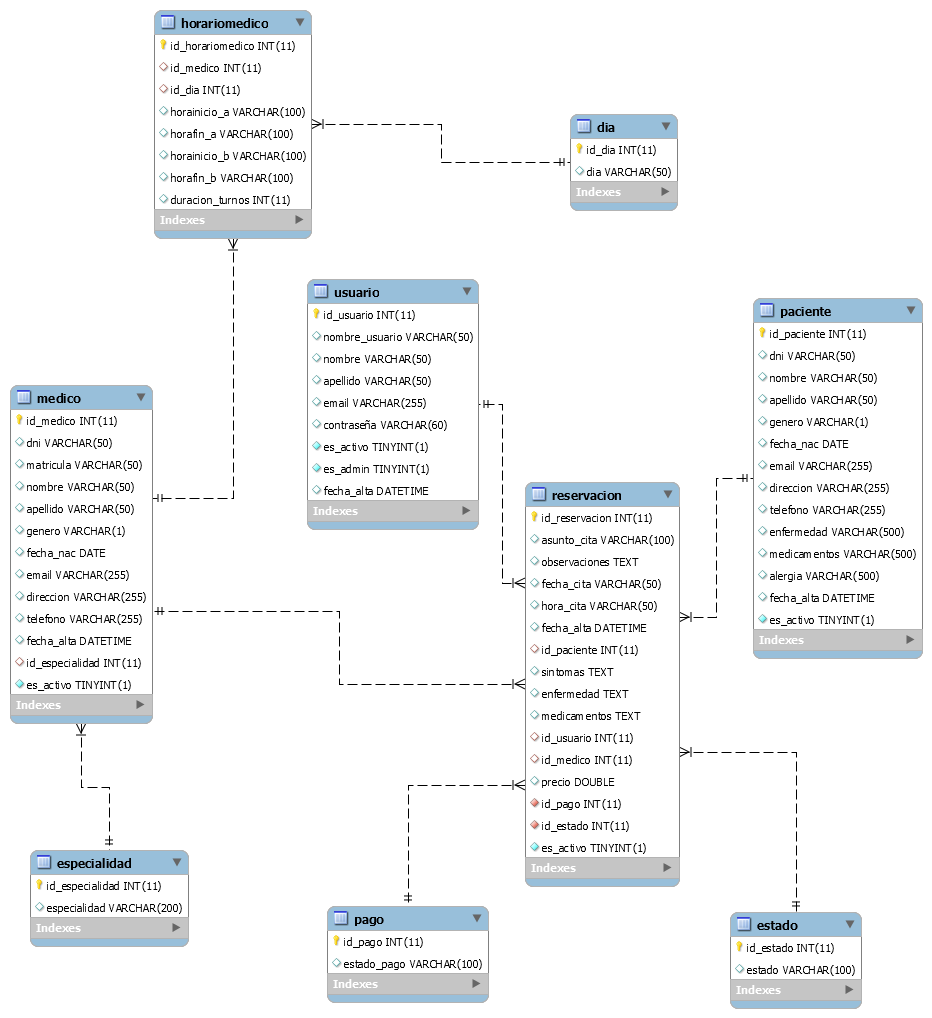 horariomedico
id_horariomedico INT(11)
id_medico INT(11)
id_dia INT(11)
horainicio_a VARCHAR(100)
horafin_a VARCHAR(100)
horainicio_b VARCHAR(100)
horafin_b VARCHAR(100)
duracion_turnos INT(11)
Indexes
dia
id_dia INT(11)
dia VARCHAR(50)
Indexes
usuario
id_usuario INT(11)
nombre_usuario VARCHAR(50)
nombre VARCHAR(50)
apellido VARCHAR(50)
email VARCHAR(255)
contraseña VARCHAR(60)
es_activo TINYINT(1)
es_admin TINYINT(1)
fecha_alta DATETIME
Indexes
paciente
id_paciente INT(11)
dni VARCHAR(50)
nombre VARCHAR(50)
apellido VARCHAR(50)
genero VARCHAR(1)
fecha_nac DATE
email VARCHAR(255)
direccion VARCHAR(255)
telefono VARCHAR(255)
enfermedad VARCHAR(500)
medicamentos VARCHAR(500)
alergia VARCHAR(500)
fecha_alta DATETIME
es_activo TINYINT(1)
Indexes
medico
id_medico INT(11)
dni VARCHAR(50)
matricula VARCHAR(50)
nombre VARCHAR(50)
apellido VARCHAR(50)
genero VARCHAR(1)
fecha_nac DATE
email VARCHAR(255)
direccion VARCHAR(255)
telefono VARCHAR(255)
fecha_alta DATETIME
id_especialidad INT(11)
es_activo TINYINT(1)
Indexes
reservacion
id_reservacion INT(11)
asunto_cita VARCHAR(100)
observaciones TEXT
fecha_cita VARCHAR(50)
hora_cita VARCHAR(50)
fecha_alta DATETIME
id_paciente INT(11)
sintomas TEXT
enfermedad TEXT
medicamentos TEXT
id_usuario INT(11)
id_medico INT(11)
precio DOUBLE
id_pago INT(11)
id_estado INT(11)
es_activo TINYINT(1)
Indexes
especialidad
id_especialidad INT(11)
especialidad VARCHAR(200)
Indexes
pago
id_pago INT(11)
estado_pago VARCHAR(100)
Indexes
estado
id_estado INT(11)
estado VARCHAR(100)
Indexes